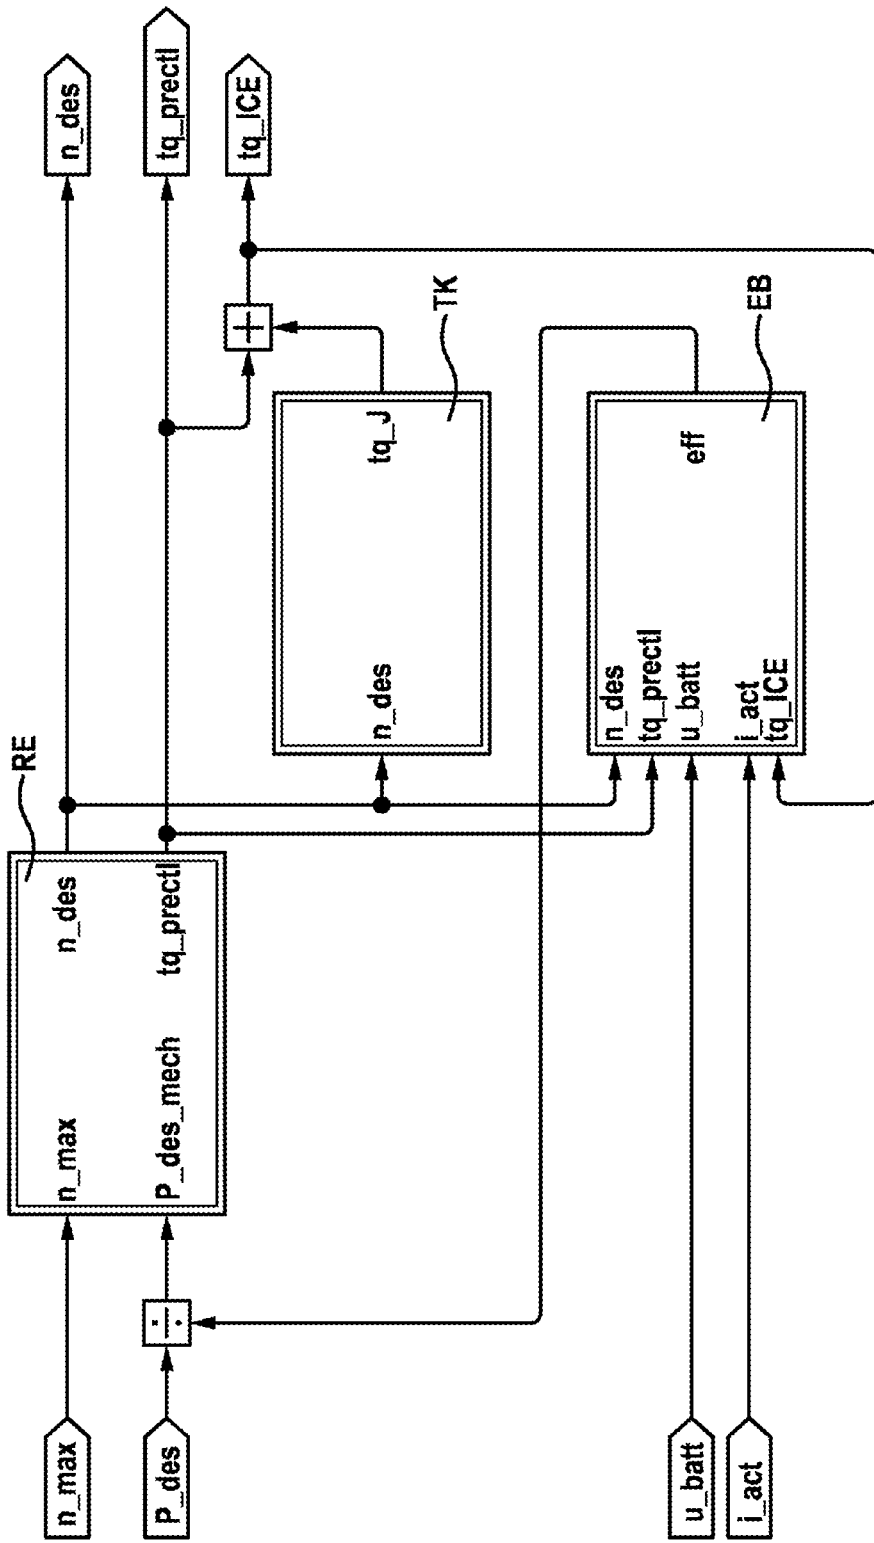 n_max
P_des
u_batt
i_act
RE
n_max
P_des_mech
n_des
tq_prectl
TK
n_des
tq_J
EB
n_des
tq_prectl
u_batt
i_act
tq_ICE
eff
n_des
tq_prectl
tq_ICE